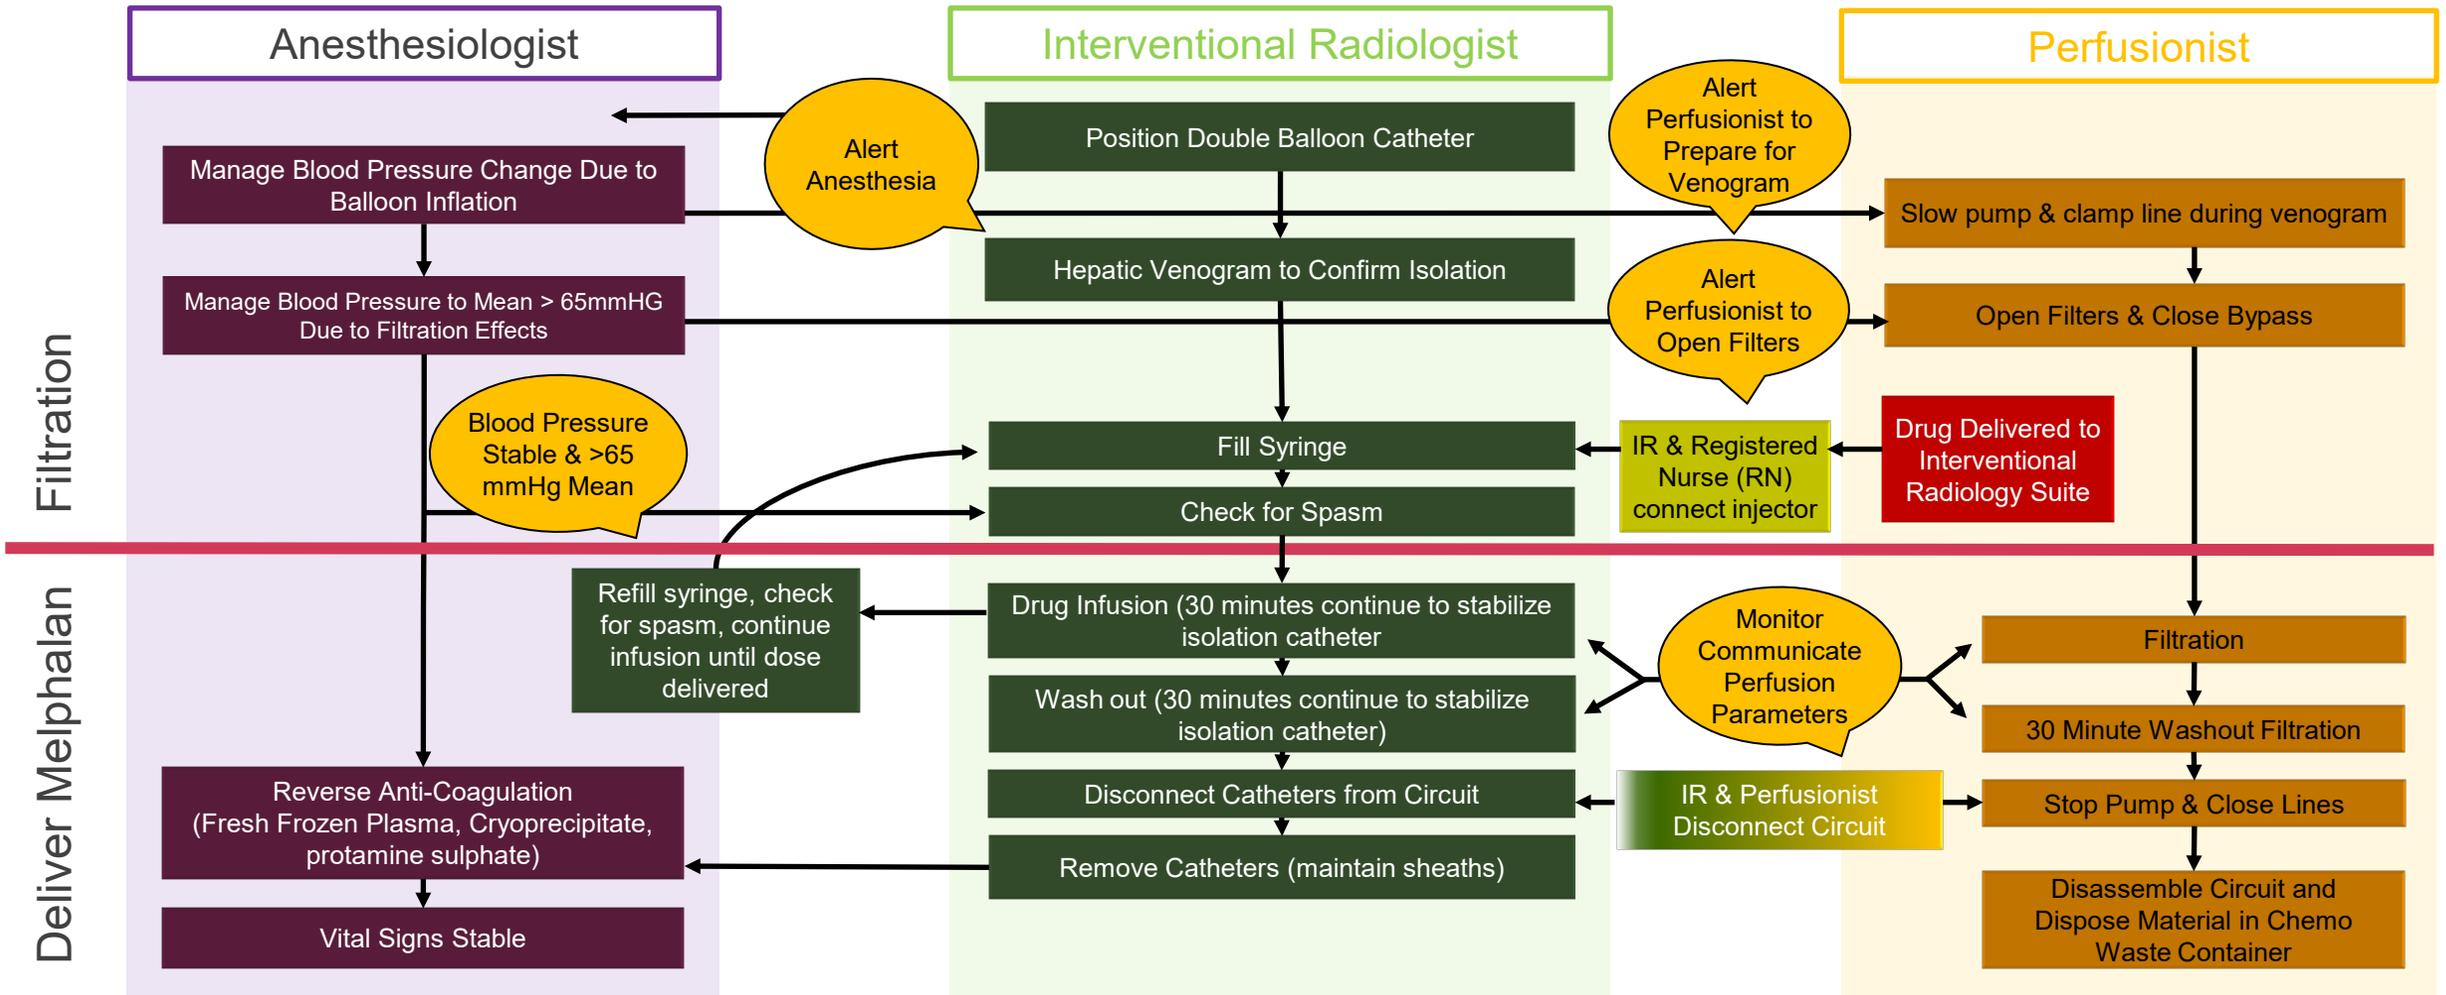 Anesthesiologist
Interventional Radiologist
Perfusionist
Filtration
Deliver Melphalan
Manage Blood Pressure Change Due to
Balloon Inflation
Manage Blood Pressure to Mean > 65mmHG
Due to Filtration Effects
Blood Pressure
Stable & >65
mmHg Mean
Reverse Anti-Coagulation
(Fresh Frozen Plasma, Cryoprecipitate,
protamine sulphate)
Vital Signs Stable
Alert
Anesthesia
Refill syringe, check
for spasm, continue
infusion until dose
delivered
Position Double Balloon Catheter
Hepatic Venogram to Confirm Isolation
Fill Syringe
Check for Spasm
Drug Infusion (30 minutes continue to stabilize
isolation catheter
Wash out (30 minutes continue to stabilize
isolation catheter)
Disconnect Catheters from Circuit
Remove Catheters (maintain sheaths)
Alert
Perfusionist to
Prepare for
Venogram
Alert
Perfusionist to
Open Filters
IR & Registered
Nurse (RN)
connect injector
Drug Delivered to
Interventional
Radiology Suite
Monitor
Communicate
Perfusion
Parameters
IR & Perfusionist
Disconnect Circuit
Slow pump & clamp line during venogram
Open Filters & Close Bypass
Filtration
30 Minute Washout Filtration
Stop Pump & Close Lines
Disassemble Circuit and
Dispose Material in Chemo
Waste Container